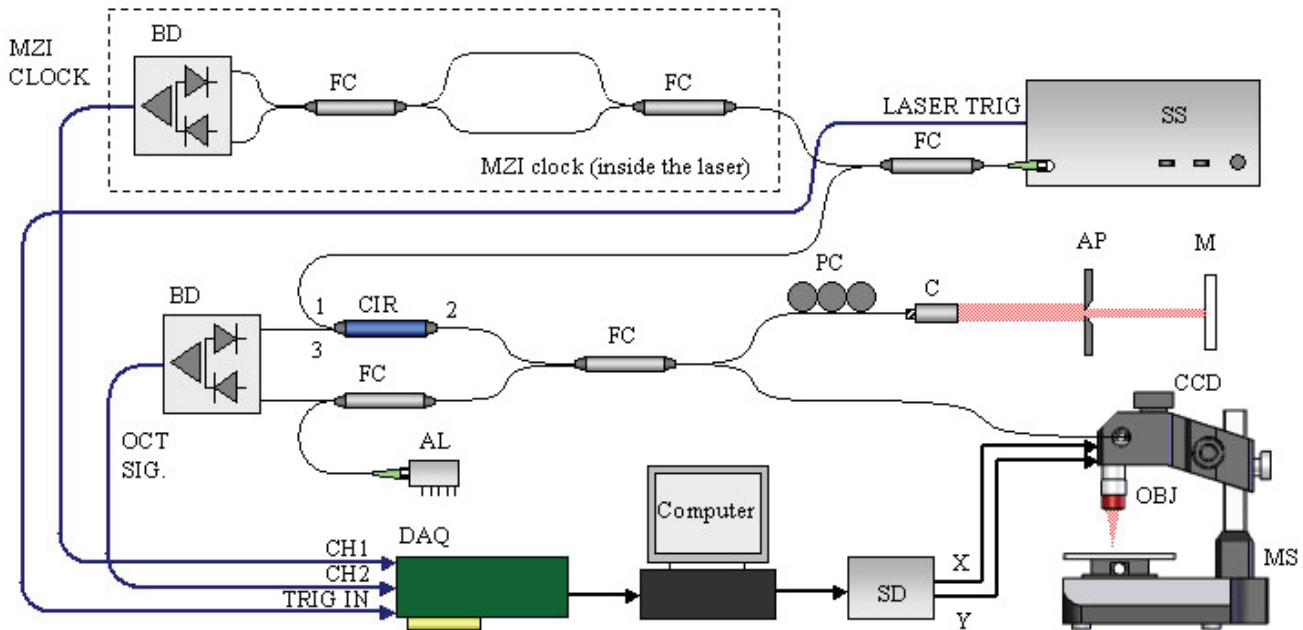 BD
MZI
CLOCK
FC
FC
LASER TRIG
SS
FC
MZI clock (inside the laser)
AP
M
PC
C
BD
1
CIR
2
3
FC
FC
CCD
OCT
SIG.
AL
OBJ
Computer
DAQ
CH1
CH2
TRIG IN
SD
X
Y
MS